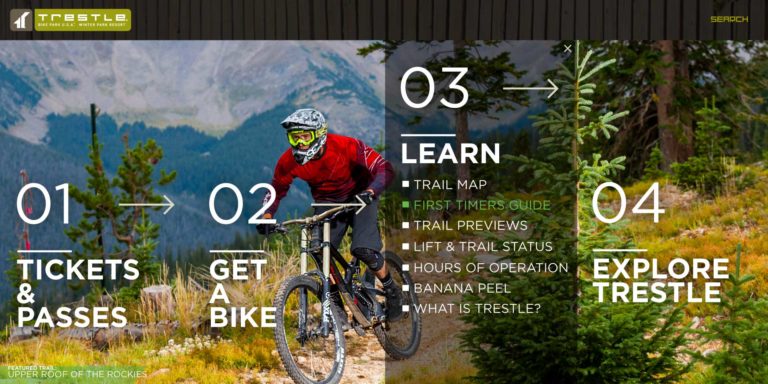 TRESTLE
BIKE PARK U.S.A. WINTER PARK RESORT
SEARCH
01
TICKETS
&
PASSES
02
GET
A
BIKE
03
LEARN
TRAIL MAP
FIRST TIMERS GUIDE
TRAIL PREVIEWS
LIFT & TRAIL STATUS
HOURS OF OPERATION
BANANA PEEL
WHAT IS TRESTLE?
04
EXPLORE
TRESTLE
FEATURED TRAIL:
UPPER ROOF OF THE ROCKIES